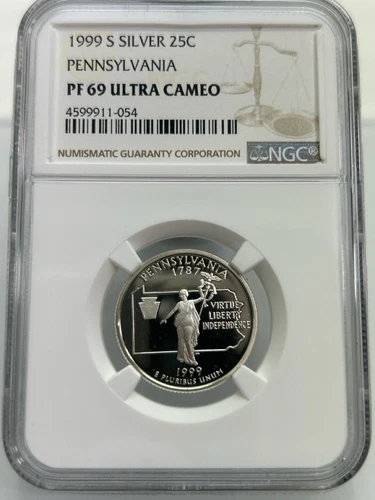 1999 S SILVER 25C
PENNSYLVANIA
PF 69 ULTRA CAMEO
4599911-054
NUMISMATIC GUARANTY CORPORATION
NGC®
PENNSYLVANIA
1787
VIRTUE
LIBERTY
INDEPENDENCE
1999
E PLURIBUS UNUM